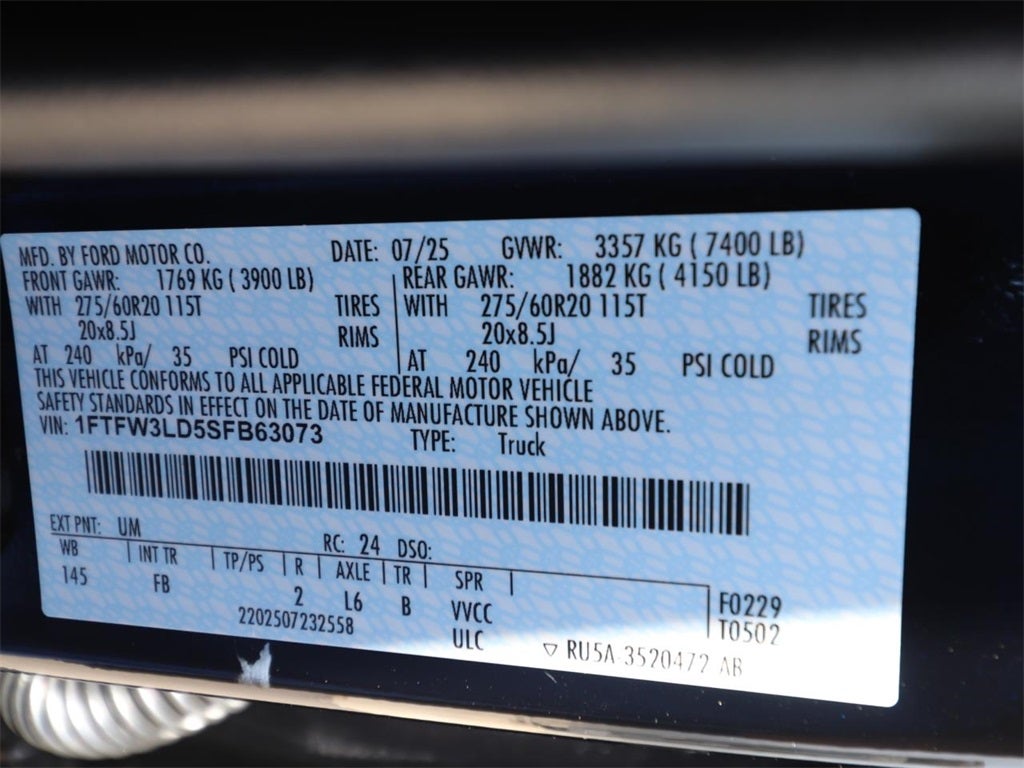 MFD. BY FORD MOTOR CO. DATE: 07/25 GVWR: 3357 KG ( 7400 LB)
FRONT GAWR: 1769 KG ( 3900 LB) REAR GAWR: 1882 KG ( 4150 LB)
WITH 275/60R20 115T TIRES WITH 275/60R20 115T TIRES
20x8.5J RIMS 20x8.5J RIMS
AT 240 kPa/ 35 PSI COLD AT 240 kPa/ 35 PSI COLD
THIS VEHICLE CONFORMS TO ALL APPLICABLE FEDERAL MOTOR VEHICLE
SAFETY STANDARDS IN EFFECT ON THE DATE OF MANUFACTURE SHOWN ABOVE.
VIN: 1FTFW3LD5SFB63073 TYPE: Truck
EXT PNT: UM RC: 24 DSO:
WB INT TR TP/PS R AXLE TR SPR
145 FB 2 L6 B VVCC F0229
2202507232558 ULC T0502
▽ RU5A-3520472 AB